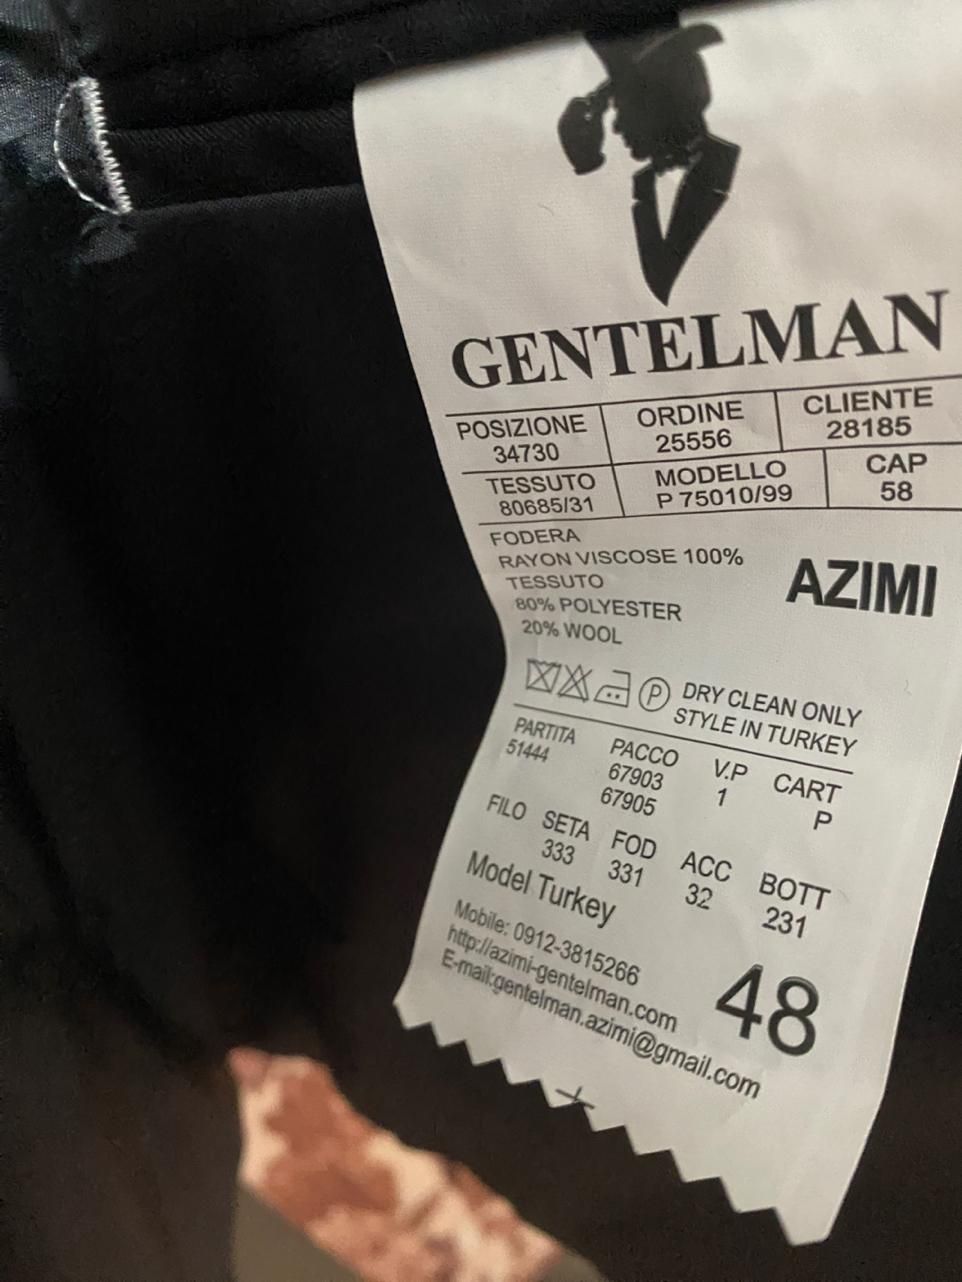 GENTELMAN
POSIZIONE ORDINE CLIENTE
34730 25556 28185
TESSUTO MODELLO CAP
80685/31 P 75010/99 58
FODERA
RAYON VISCOSE 100%
TESSUTO
80% POLYESTER
20% WOOL
AZIMI
P DRY CLEAN ONLY
STYLE IN TURKEY
PARTITA PACCO V.P CART
51444 67903 1 P
67905
FILO SETA FOD ACC BOTT
333 331 32 231
Model Turkey
Mobile: 0912-3815266
http://azimi-gentelman.com
E-mail:gentelman.azimi@gmail.com
48